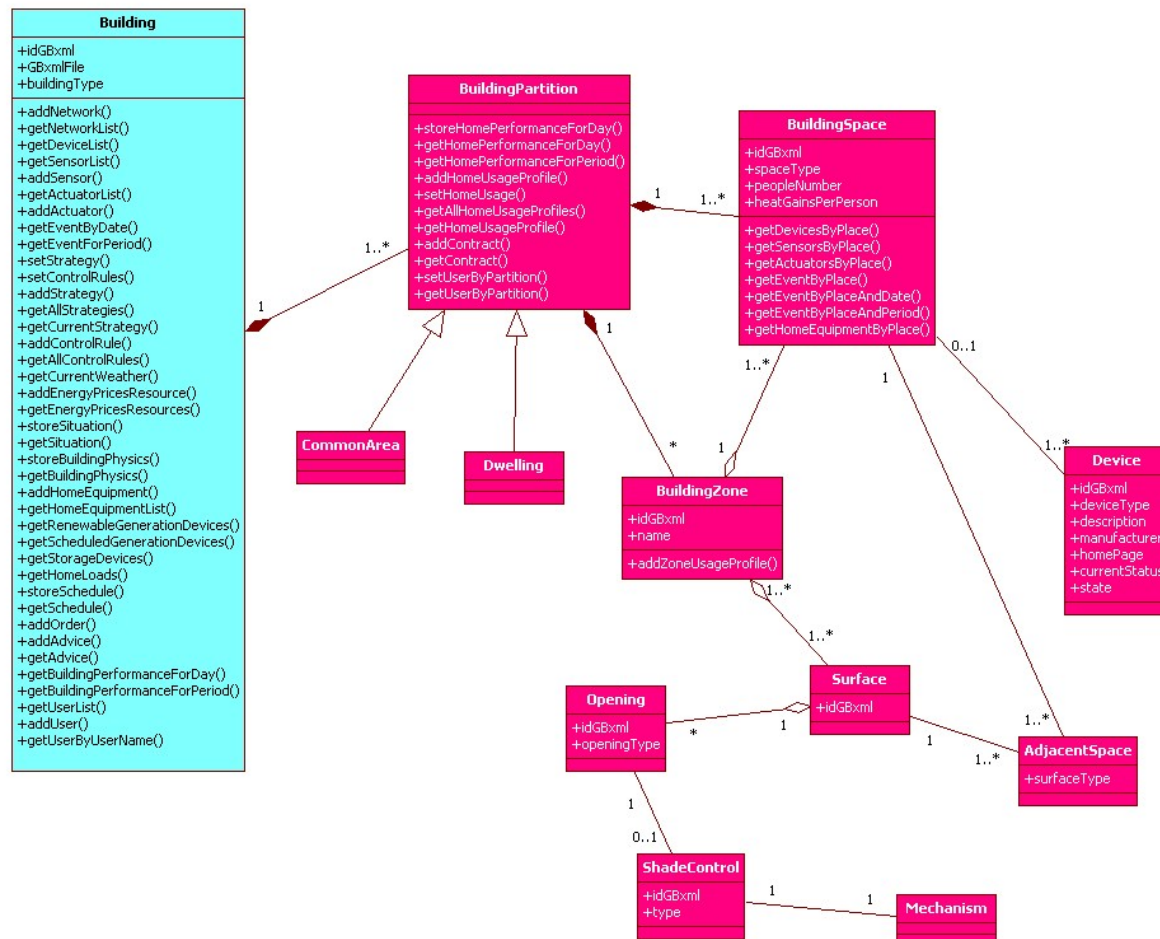 Building
+idGBxml
+GBxmlFile
+buildingType
+addNetwork()
+getNetworkList()
+getDeviceList()
+getSensorList()
+addSensor()
+getActuatorList()
+addActuator()
+getEventByDate()
+getEventForPeriod()
+setStrategy()
+setControlRules()
+addStrategy()
+getAllStrategies()
+getCurrentStrategy()
+addControlRule()
+getAllControlRules()
+getCurrentWeather()
+addEnergyPricesResource()
+getEnergyPricesResources()
+storeSituation()
+getSituation()
+storeBuildingPhysics()
+getBuildingPhysics()
+addHomeEquipment()
+getHomeEquipmentList()
+getRenewableGenerationDevices()
+getScheduledGenerationDevices()
+getStorageDevices()
+getHomeLoads()
+storeSchedule()
+getSchedule()
+addOrder()
+addAdvice()
+getAdvice()
+getBuildingPerformanceForDay()
+getBuildingPerformanceForPeriod()
+getUserList()
+addUser()
+getUserByUserName()
1
1..*
BuildingPartition
+storeHomePerformanceForDay()
+getHomePerformanceForDay()
+getHomePerformanceForPeriod()
+addHomeUsageProfile()
+setHomeUsage()
+getAllHomeUsageProfiles()
+getHomeUsageProfile()
+addContract()
+getContract()
+setUserByPartition()
+getUserByPartition()
1
1..*
BuildingSpace
+idGBxml
+spaceType
+peopleNumber
+heatGainsPerPerson
+getDevicesByPlace()
+getSensorsByPlace()
+getActuatorsByPlace()
+getEventByPlace()
+getEventByPlaceAndDate()
+getEventByPlaceAndPeriod()
+getHomeEquipmentByPlace()
1
*
1..*
1
1
0..1
1..*
CommonArea
Dwelling
BuildingZone
+idGBxml
+name
+addZoneUsageProfile()
Device
+idGBxml
+deviceType
+description
+manufacturer
+homePage
+currentStatus
+state
1..*
1..*
1..*
Surface
+idGBxml
Opening
+idGBxml
+openingType
1
*
1
1..*
AdjacentSpace
+surfaceType
1
0..1
ShadeControl
+idGBxml
+type
1
1
Mechanism